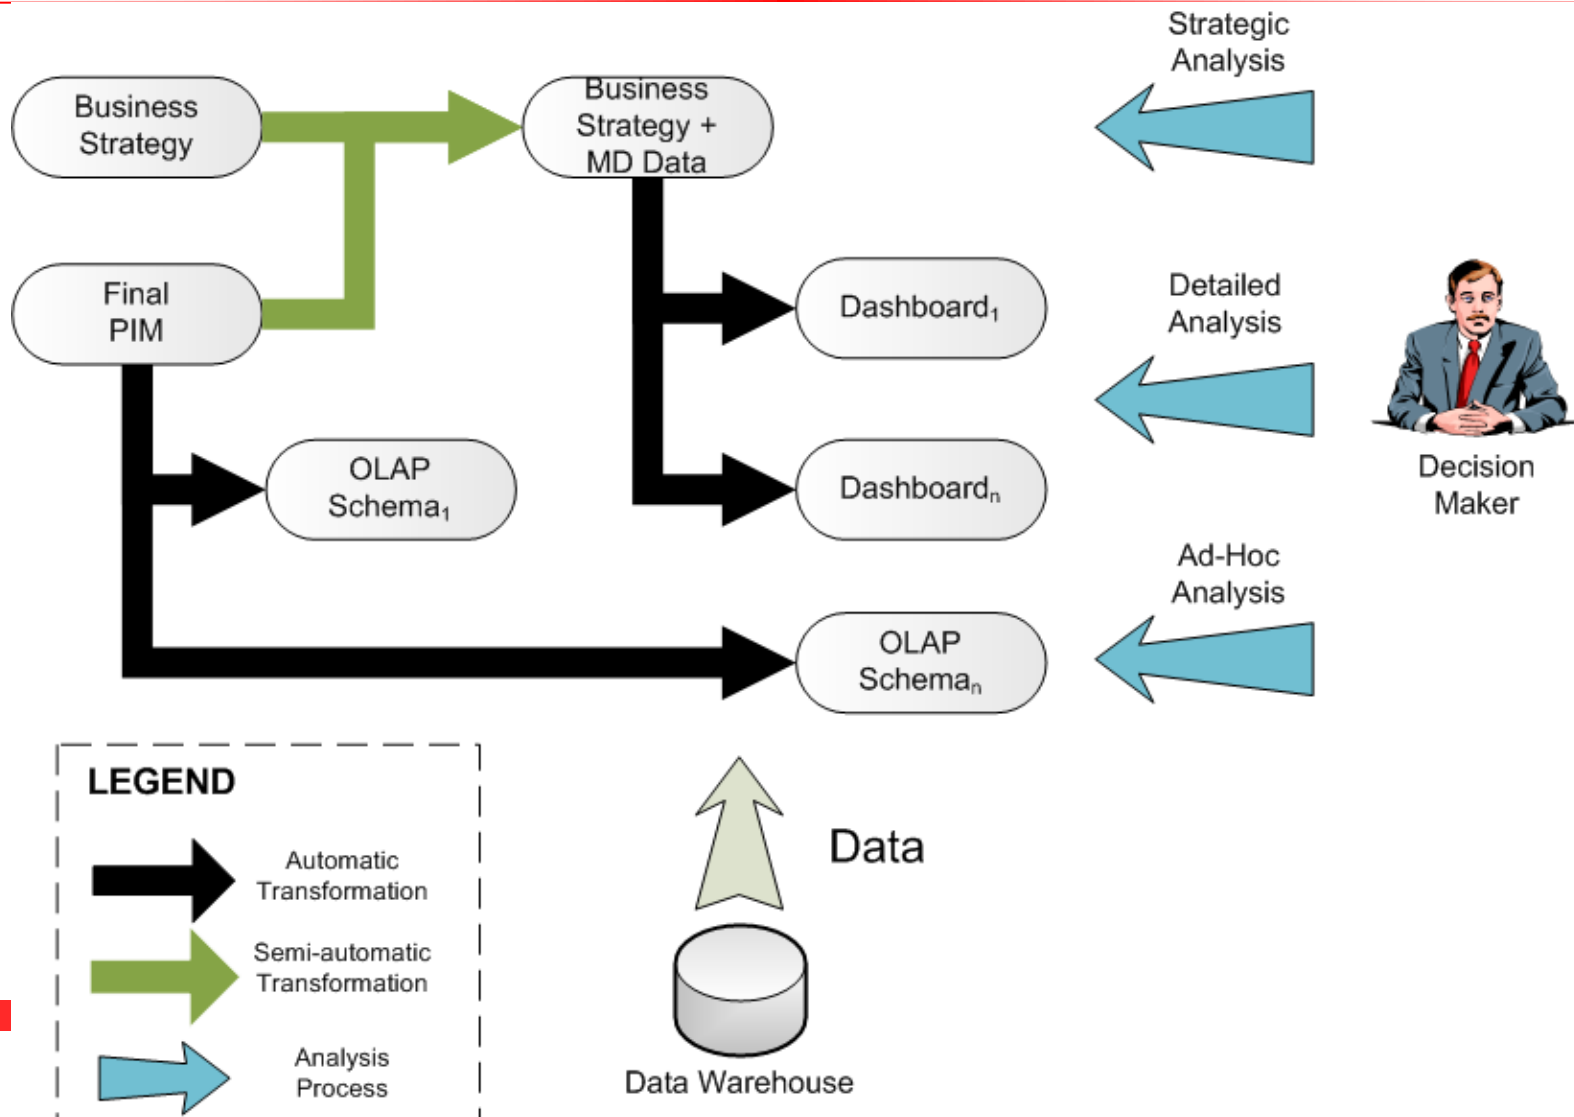 Strategic
Analysis
Business
Strategy
Business
Strategy +
MD Data
Final
PIM
Dashboard₁
Detailed
Analysis
OLAP
Schema₁
Dashboardₙ
Decision
Maker
Ad-Hoc
Analysis
OLAP
Schemaₙ
LEGEND
Automatic
Transformation
Semi-automatic
Transformation
Analysis
Process
Data
Data Warehouse